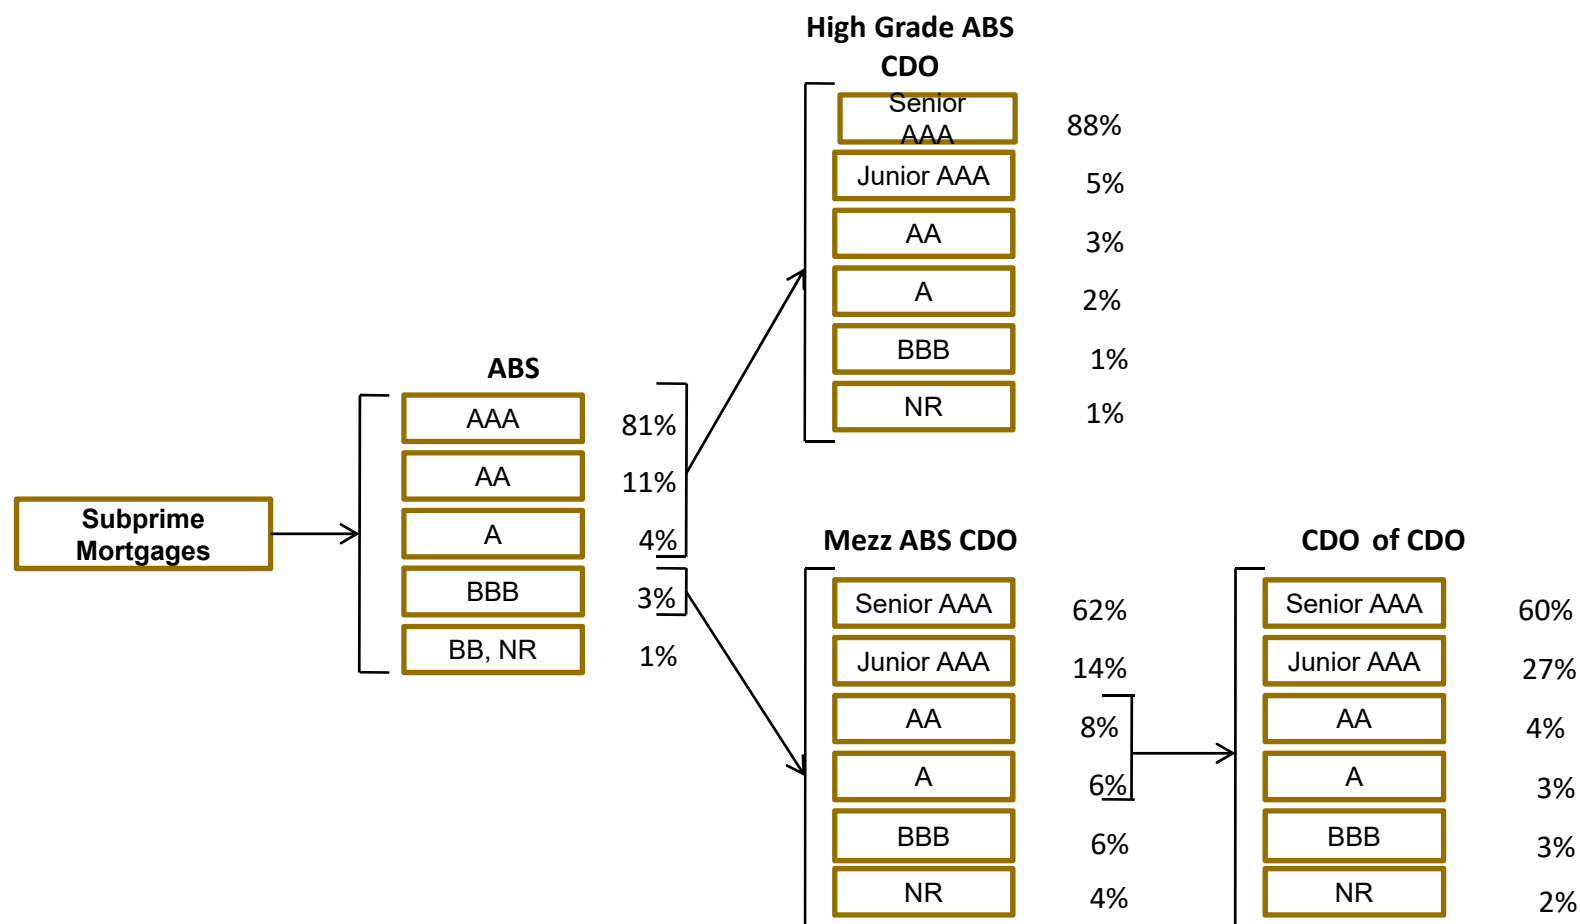 High Grade ABS
CDO
Senior
AAA
88%
Junior AAA
5%
AA
3%
A
2%
BBB
1%
NR
1%
ABS
AAA
81%
AA
11%
A
4%
BBB
3%
BB, NR
1%
Subprime
Mortgages
Mezz ABS CDO
Senior AAA
62%
Junior AAA
14%
AA
8%
A
6%
BBB
6%
NR
4%
CDO of CDO
Senior AAA
60%
Junior AAA
27%
AA
4%
A
3%
BBB
3%
NR
2%